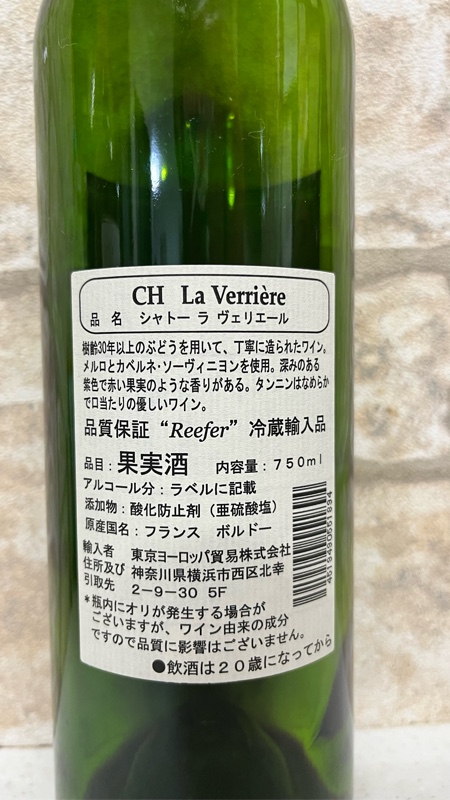 CH La Verrière
品名 シャトー ラ ヴェリエール
樹齢30年以上のぶどうを用いて、丁寧に造られたワイン。
メルロとカベルネ・ソーヴィニヨンを使用。深みのある
紫色で赤い果実のような香りがある。タンニンはなめらか
で口当たりの優しいワイン。
品質保証 “Reefer” 冷蔵輸入品
品目：果実酒 内容量：750ml
アルコール分：ラベルに記載
添加物：酸化防止剤（亜硫酸塩）
原産国名：フランス ボルドー
輸入者 東京ヨーロッパ貿易株式会社
住所及び 神奈川県横浜市西区北幸
引取先 2－9－30 5F
＊瓶内にオリが発生する場合が
ございますが、ワイン由来の成分
ですので品質に影響はございません。
●飲酒は20歳になってから
4519430551894